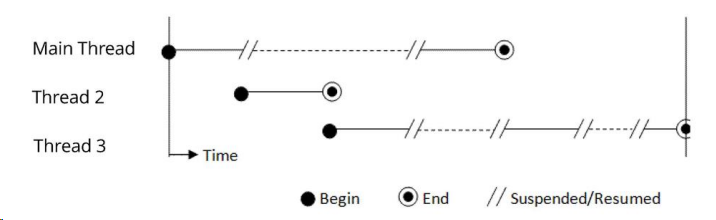 Main Thread
Thread 2
Thread 3
Time
Begin End // Suspended/Resumed